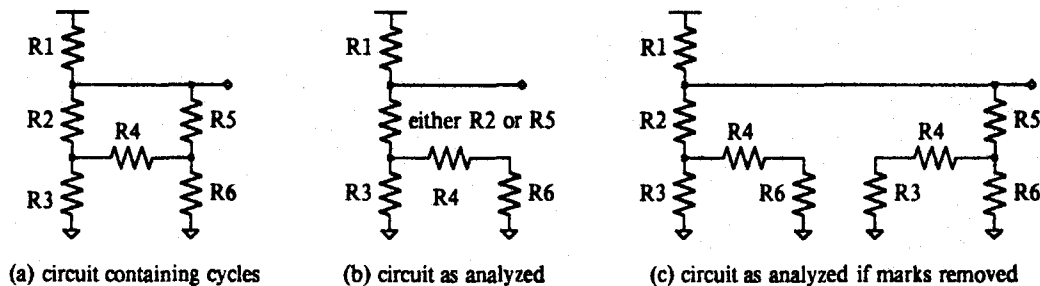 R1
R2
R4
R5
R3
R6
(a) circuit containing cycles
R1
either R2 or R5
R3
R4
R6
(b) circuit as analyzed
R1
R2
R4
R4
R5
R3
R6
R3
R6
(c) circuit as analyzed if marks removed